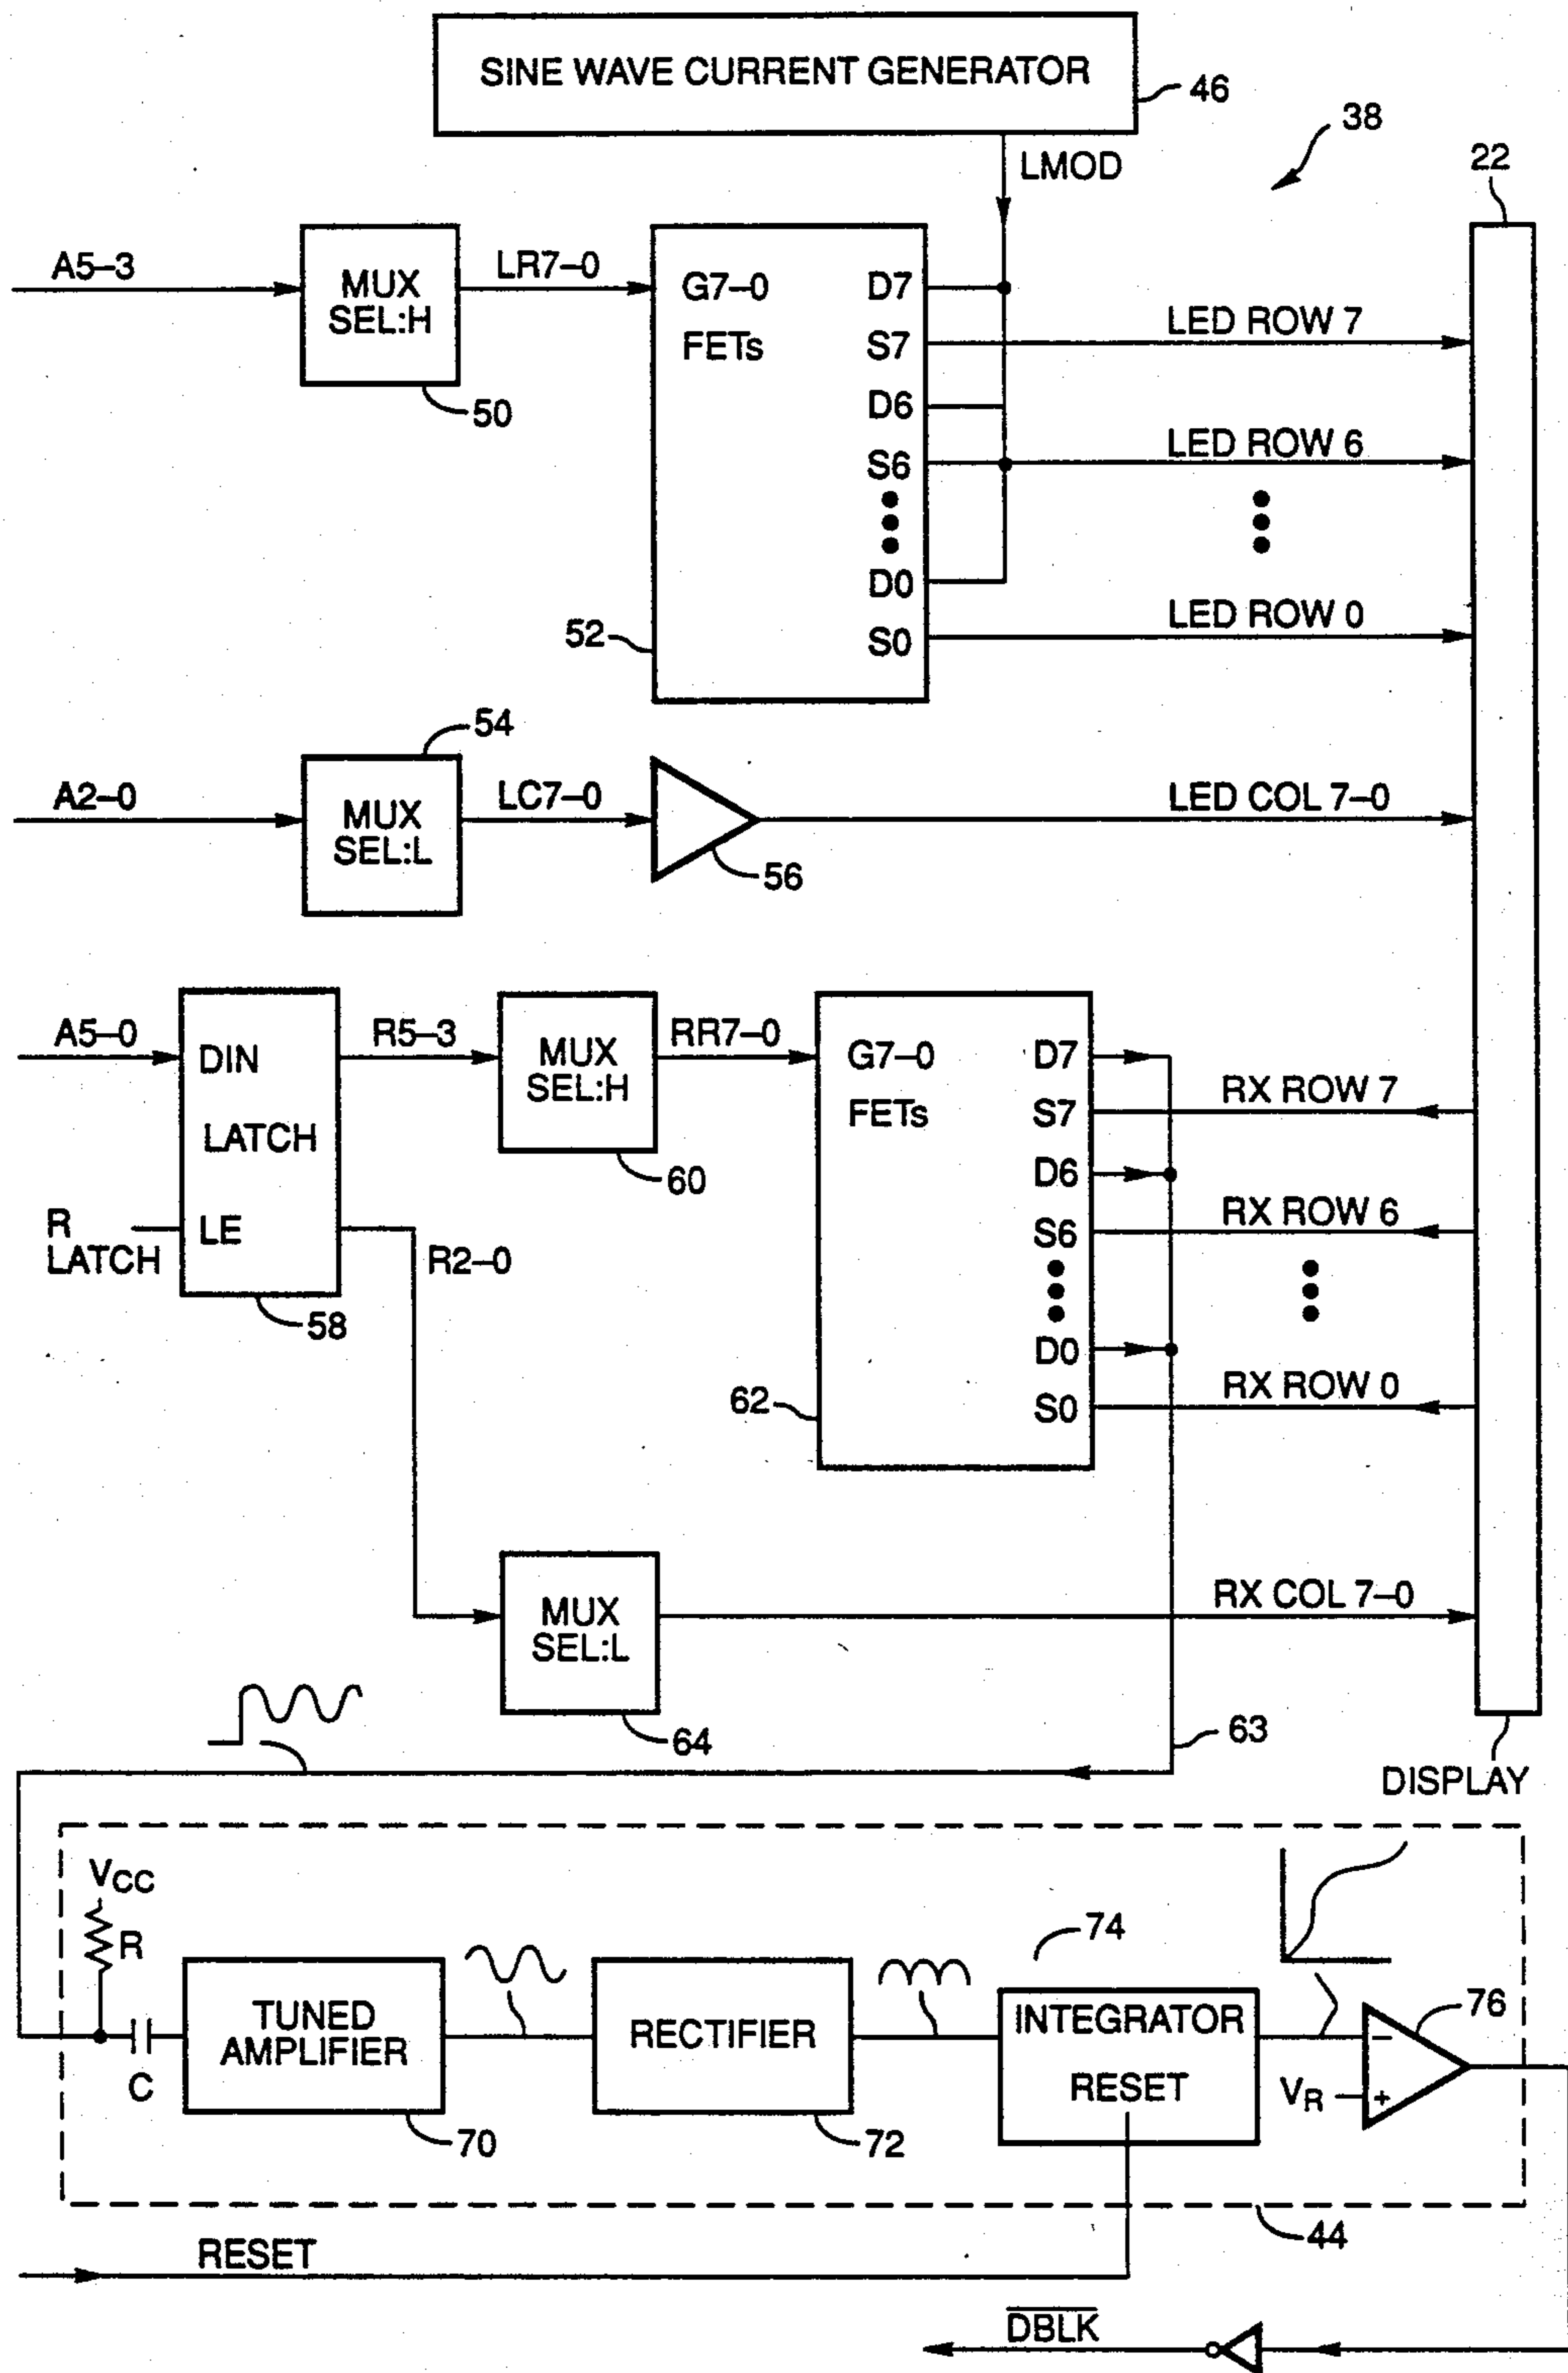 SINE WAVE CURRENT GENERATOR
46
38
LMOD
22
A5–3
MUX
SEL:H
50
LR7–0
G7–0
FETs
D7
S7
D6
S6
D0
S0
52
LED ROW 7
LED ROW 6
LED ROW 0
A2–0
54
MUX
SEL:L
LC7–0
56
LED COL 7–0
A5–0
DIN
LATCH
LE
R
LATCH
58
R5–3
R2–0
MUX
SEL:H
60
RR7–0
G7–0
FETs
D7
S7
D6
S6
D0
S0
62
RX ROW 7
RX ROW 6
RX ROW 0
MUX
SEL:L
64
RX COL 7–0
63
DISPLAY
VCC
R
C
TUNED
AMPLIFIER
70
RECTIFIER
72
74
INTEGRATOR
RESET
VR
−
+
76
44
RESET
D̅B̅L̅K̅